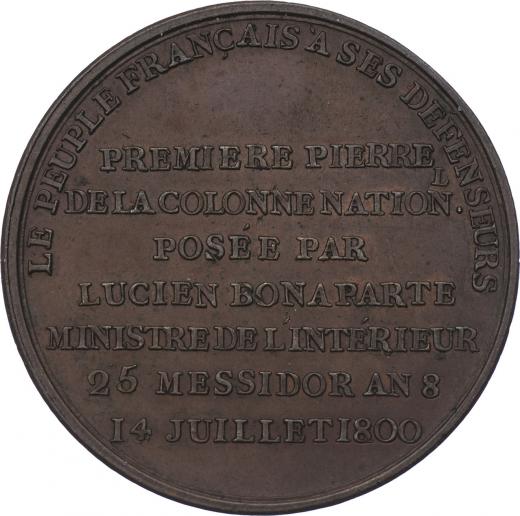 LE PEUPLE FRANÇAIS À SES DEFENSEURS
PREMIERE PIERRE
DE LA COLONNE NATION.L
POSÉE PAR
LUCIEN BONAPARTE
MINISTRE DE L'INTÉRIEUR
25 MESSIDOR AN 8
14 JUILLET 1800